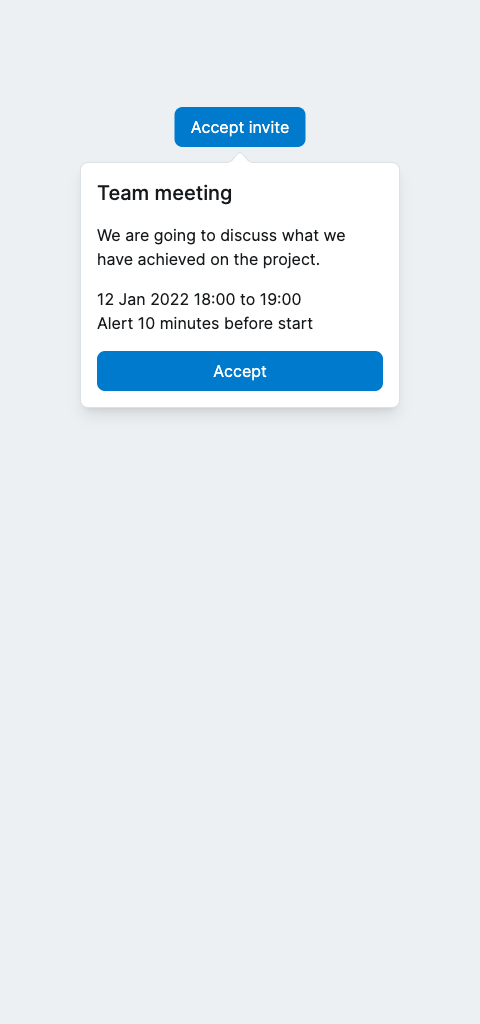 Accept invite
Team meeting
We are going to discuss what we
have achieved on the project.
12 Jan 2022 18:00 to 19:00
Alert 10 minutes before start
Accept